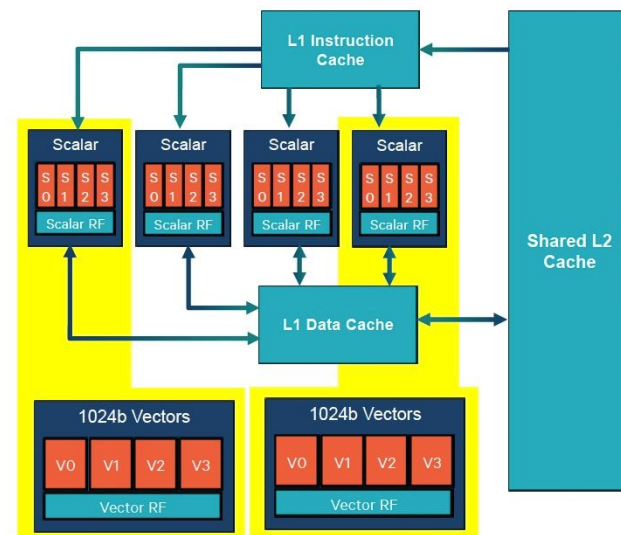 L1 Instruction
Cache
Scalar
S S S S
0 1 2 3
Scalar RF
Scalar
S S S S
0 1 2 3
Scalar RF
Scalar
S S S S
0 1 2 3
Scalar RF
Scalar
S S S S
0 1 2 3
Scalar RF
Shared L2
Cache
L1 Data Cache
1024b Vectors
V0 V1 V2 V3
Vector RF
1024b Vectors
V0 V1 V2 V3
Vector RF